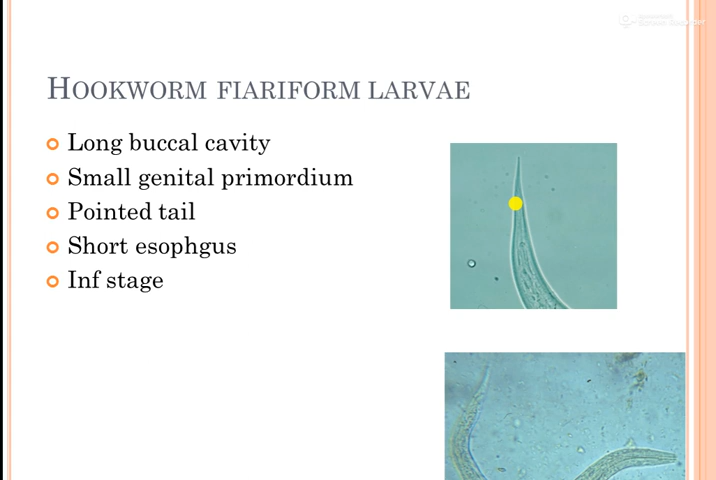 HOOKWORM FIARIFORM LARVAE
Long buccal cavity
Small genital primordium
Pointed tail
Short esophgus
Inf stage